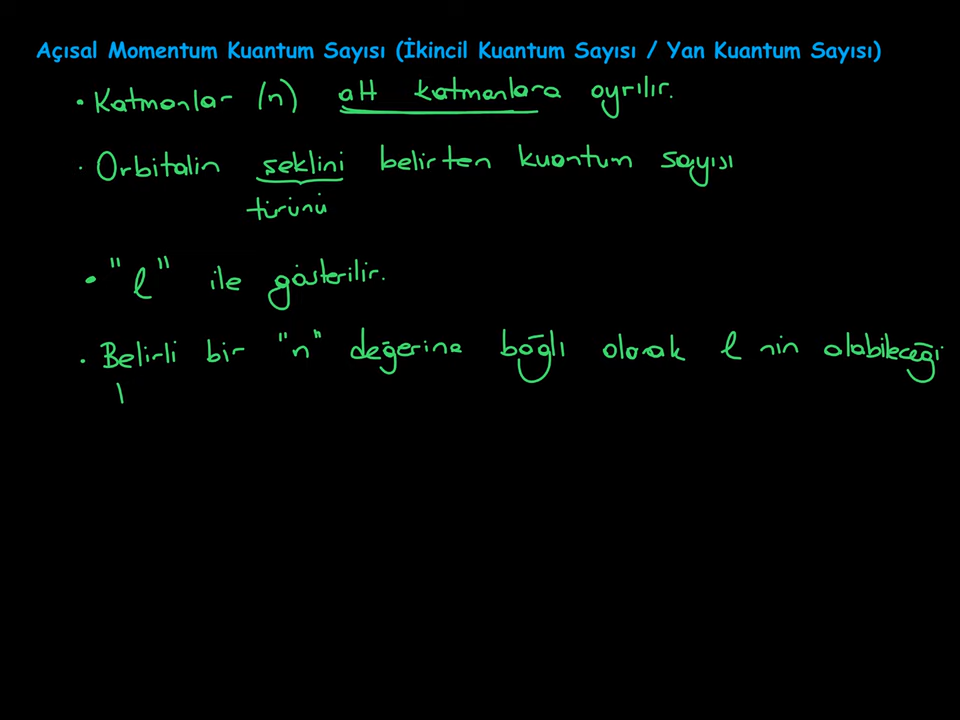 Açısal Momentum Kuantum Sayısı (İkincil Kuantum Sayısı / Yan Kuantum Sayısı)
• Katmanlar (n) alt katmanlara ayrılır.
• Orbitalin şeklini belirten kuantum sayısı
türünü
• "l" ile gösterilir.
• Belirli bir "n" değerine bağlı olarak l nin alabileceği